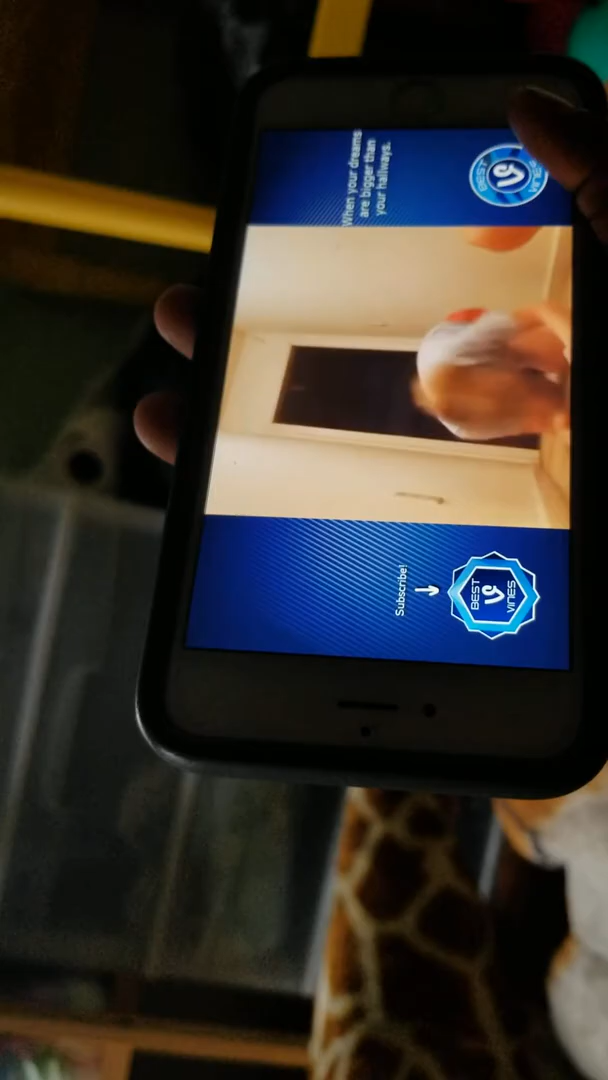 When your dreams
are bigger than
your hallways.
BEST
VINES
Subscribe!
BEST
VINES